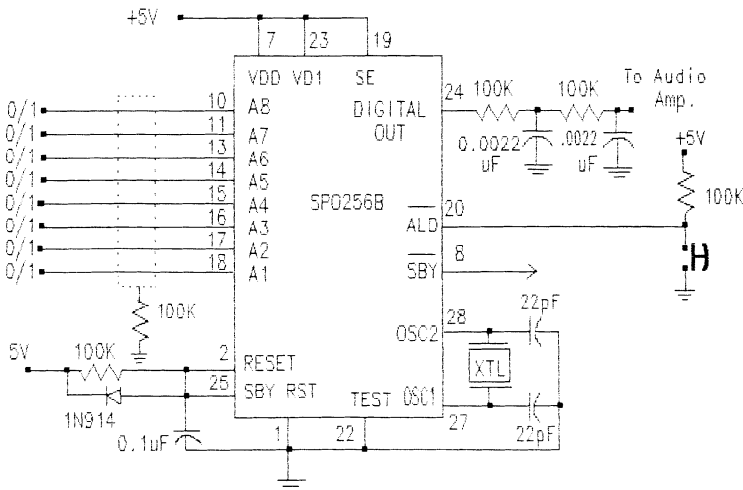 +5V
7 23 19
VDD VD1 SE
0/1 10 A8
0/1 11 A7
0/1 13 A6
0/1 14 A5
0/1 15 A4
0/1 16 A3
0/1 17 A2
0/1 18 A1
SPO256B
DIGITAL
OUT
24 100K 100K
To Audio
Amp.
0.0022
uF
.0022
uF
+5V
100K
20
ALD
8
SBY
100K
5V 100K
1N914
0.1uF
2 RESET
25 SBY RST
TEST
1 22
28
OSC2
OSC1
27
XTL
22pF
22pF